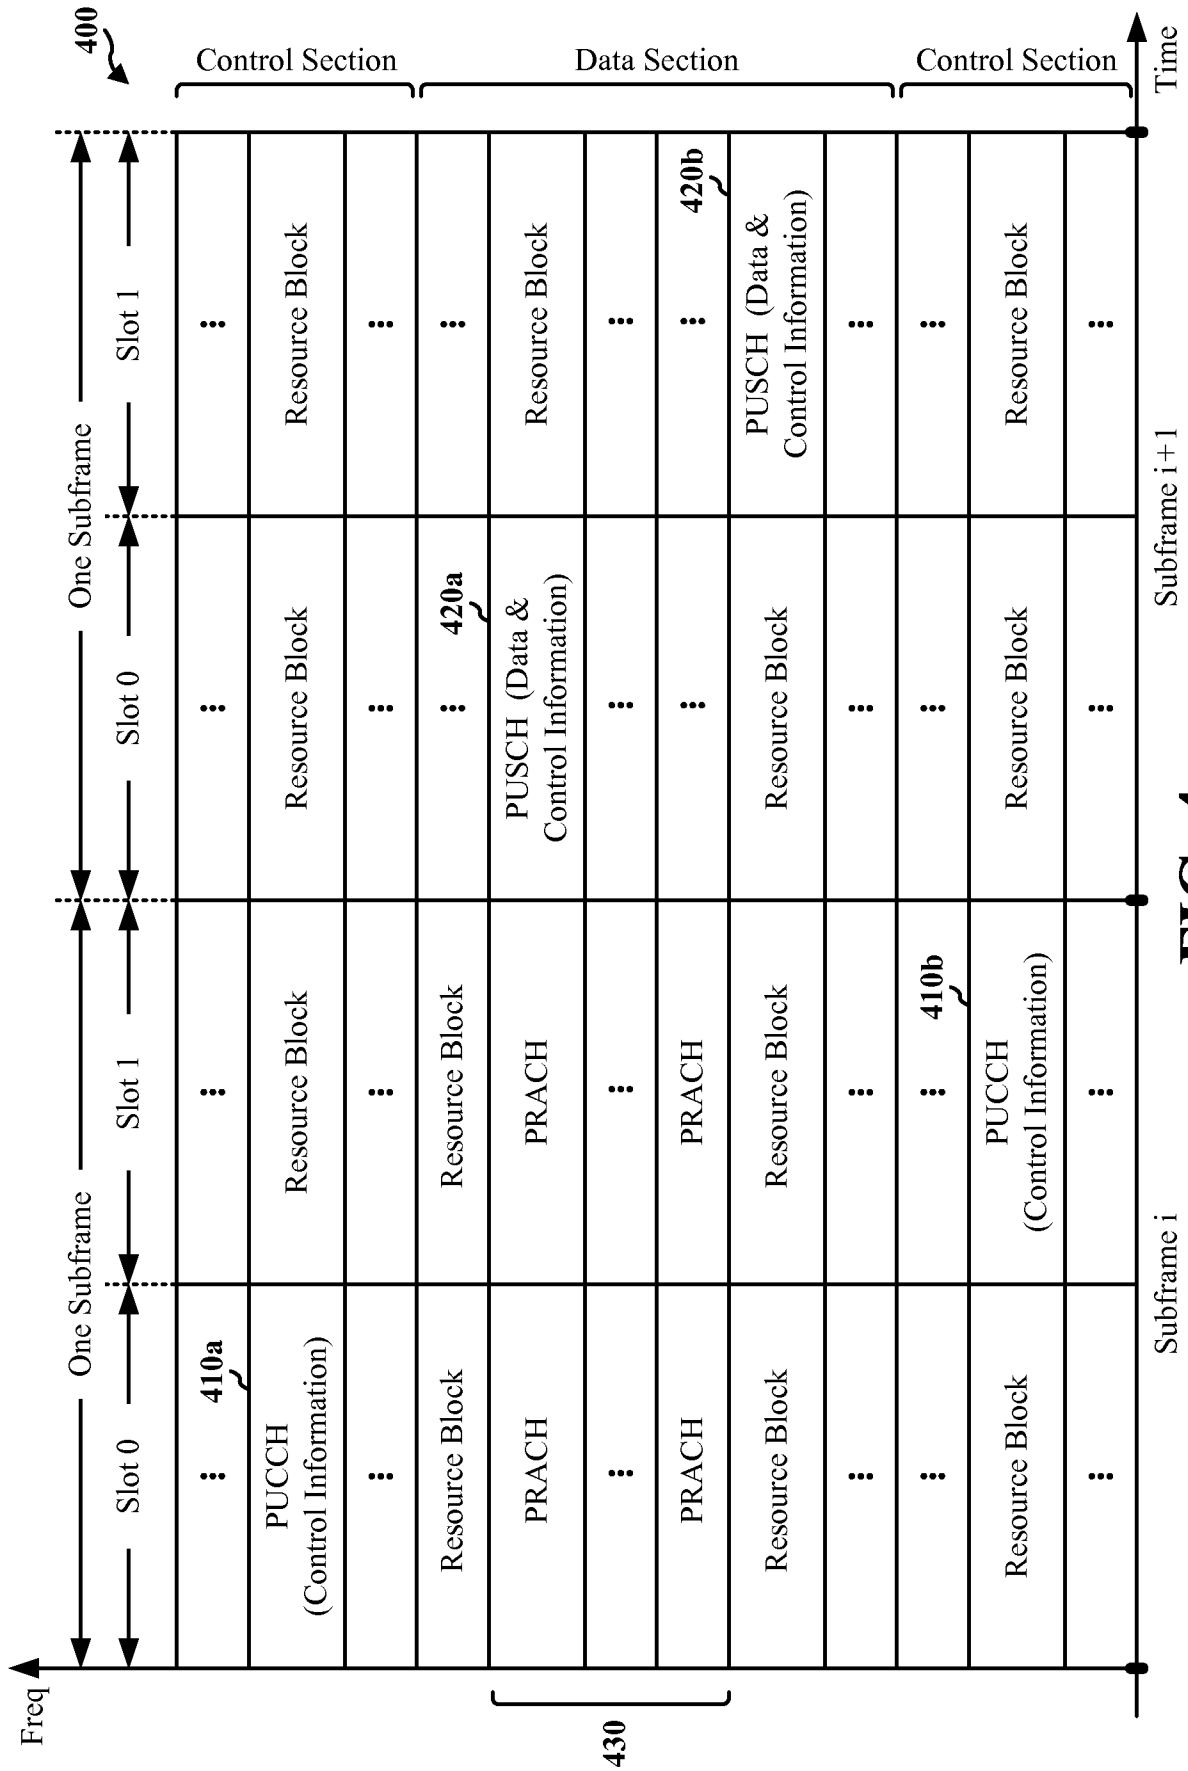 400
Freq
One Subframe
One Subframe
Slot 0
Slot 1
Slot 0
Slot 1
410a
PUCCH
(Control Information)
Resource Block
Resource Block
Resource Block
Control Section
420a
Resource Block
Resource Block
PRACH
PRACH
PUSCH (Data &
Control Information)
Resource Block
430
420b
PRACH
PRACH
Resource Block
Resource Block
Resource Block
PUSCH (Data &
Control Information)
Data Section
410b
Resource Block
PUCCH
(Control Information)
Resource Block
Resource Block
Control Section
Subframe i
Subframe i+1
Time